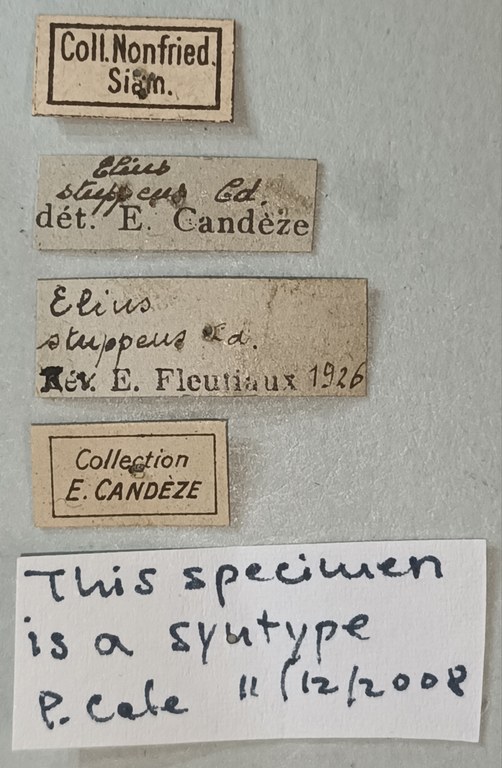 Coll. Nonfried.
Siam.
Elius
stuppeus Cd.
dét. E. Candèze
Elius
stuppeus Cd.
Rév. E. Fleutiaux 1926
Collection
E. CANDÈZE
This specimen
is a syntype
P. Cate 11/12/2008